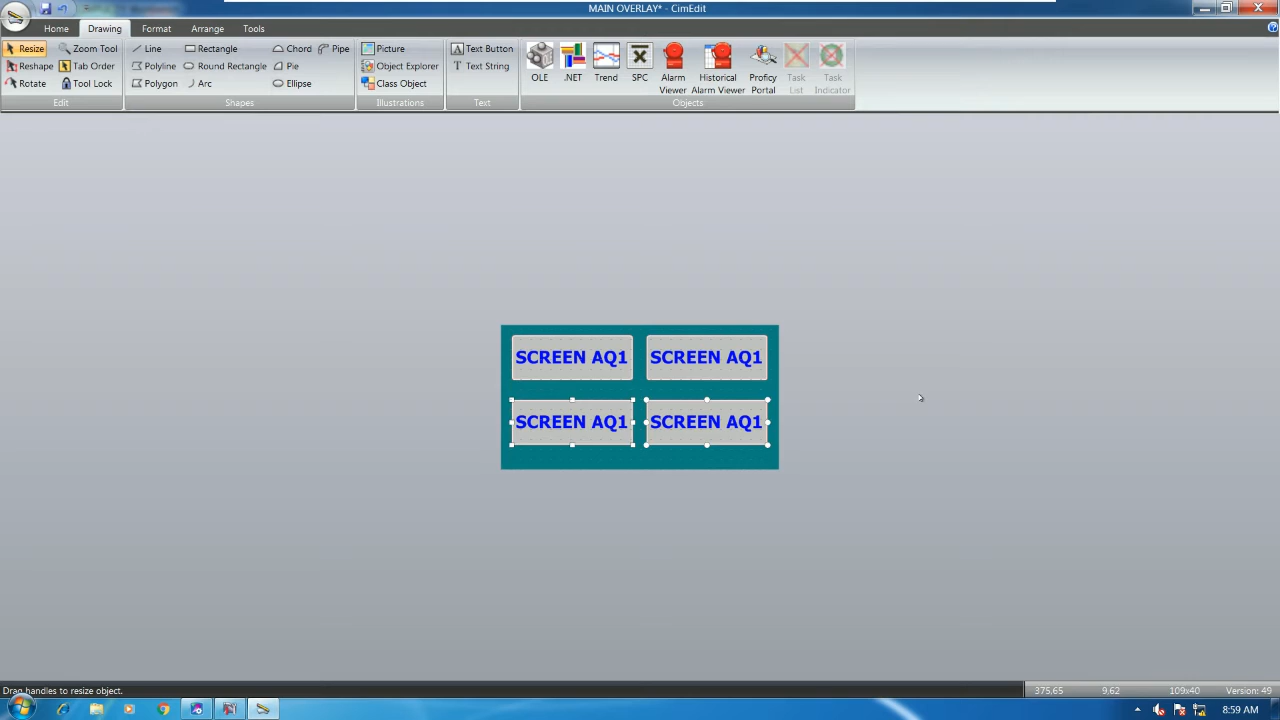 MAIN OVERLAY* - CimEdit
Home Drawing Format Arrange Tools
Resize Zoom Tool Line Rectangle Chord Pipe Picture Text Button
Reshape Tab Order Polyline Round Rectangle Pie Object Explorer Text String
Rotate Tool Lock Polygon Arc Ellipse Class Object
OLE .NET Trend SPC Alarm Viewer Historical Alarm Viewer Proficy Portal Task List Task Indicator
Edit Shapes Illustrations Text Objects
SCREEN AQ1 SCREEN AQ1
SCREEN AQ1 SCREEN AQ1
Drag handles to resize object. 375,65 9,62 109x40 Version: 49
8:59 AM